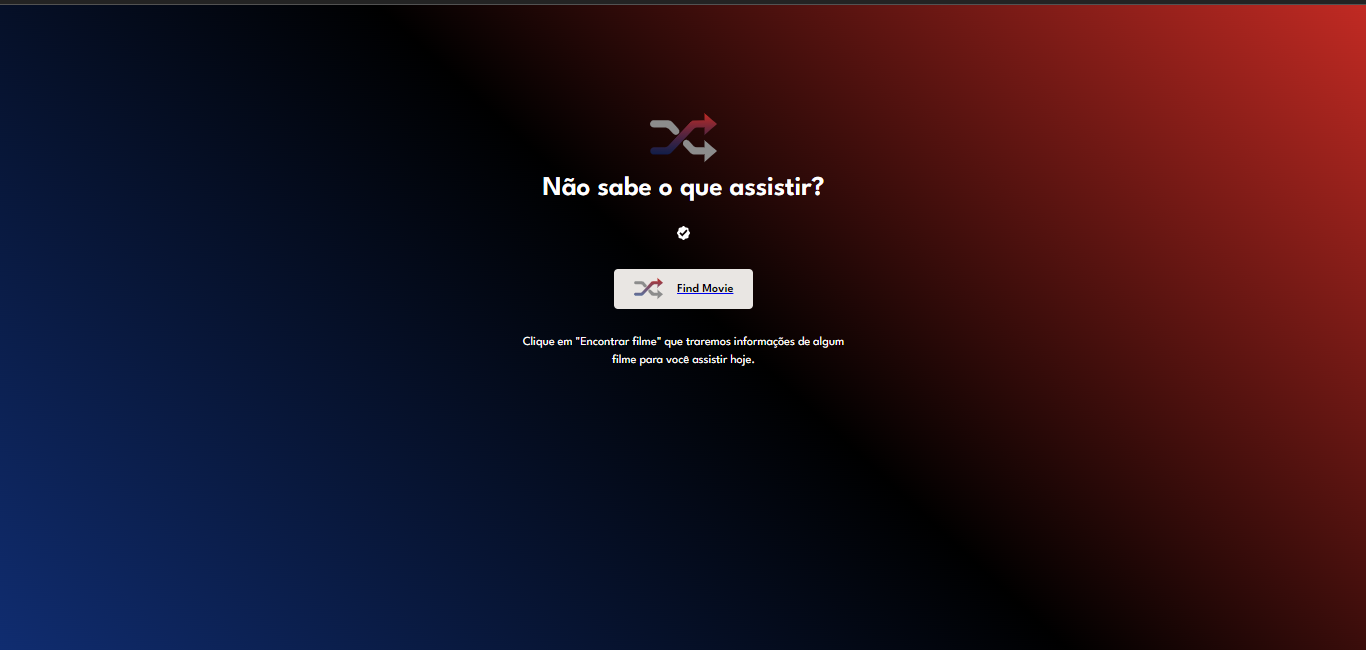 Não sabe o que assistir?
Find Movie
Clique em "Encontrar filme" que traremos informações de algum
filme para você assistir hoje.